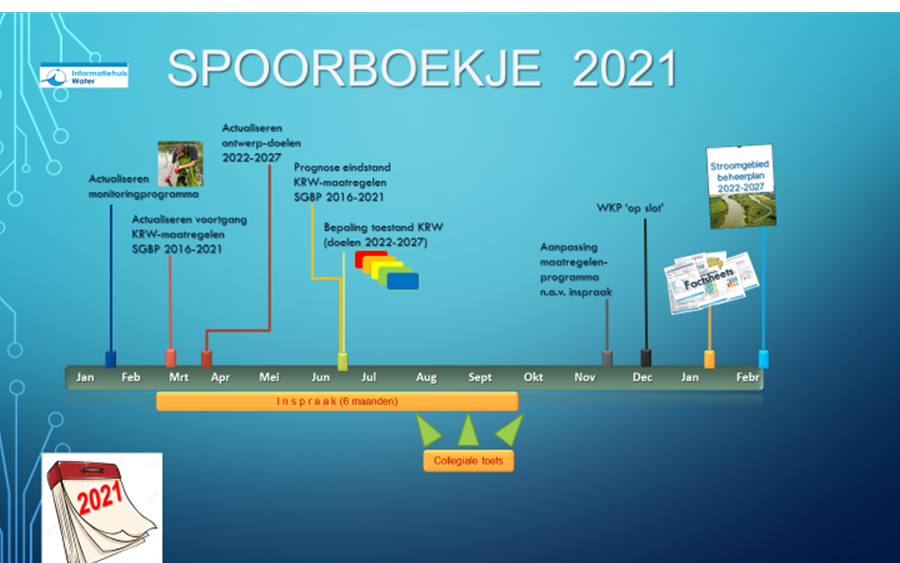 SPOORBOEKJE 2021
Informatiehuis
Water
Actualiseren
monitoringprogramma
Actualiseren voortgang
KRW-maatregelen
SGBP 2016-2021
Actualiseren
ontwerp-doelen
2022-2027
Prognose eindstand
KRW-maatregelen
SGBP 2016-2021
Bepaling toestand KRW
(doelen 2022-2027)
Aanpassing
maatregelen-
programma
n.a.v. inspraak
WKP ‘op slot’
Factsheets
Stroomgebied
beheerplan
2022-2027
Jan Feb Mrt Apr Mei Jun Jul Aug Sept Okt Nov Dec Jan Febr
Inspraak (6 maanden)
Collegiale toets
2021